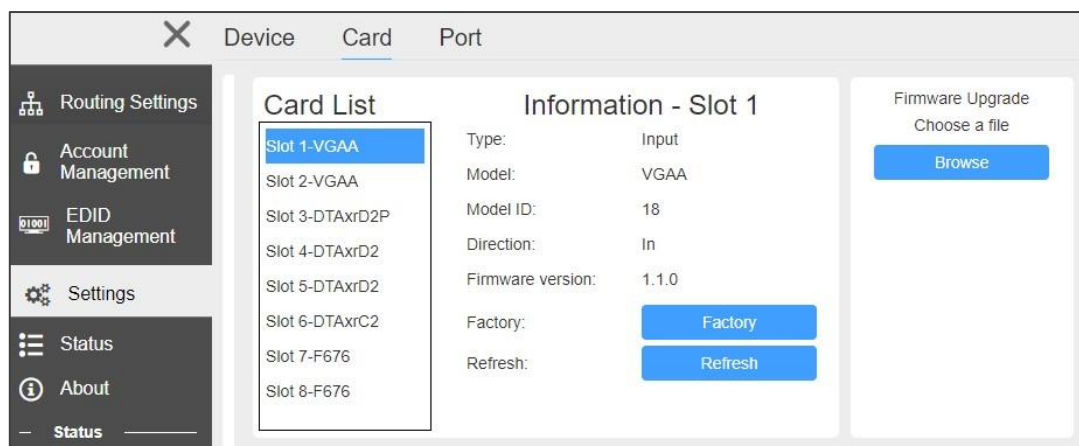 Device Card Port
Routing Settings
Account
Management
01001
EDID
Management
Settings
Status
About
Status
Card List
Slot 1-VGAA
Slot 2-VGAA
Slot 3-DTAxrD2P
Slot 4-DTAxrD2
Slot 5-DTAxrD2
Slot 6-DTAxrC2
Slot 7-F676
Slot 8-F676
Information - Slot 1
Type: Input
Model: VGAA
Model ID: 18
Direction: In
Firmware version: 1.1.0
Factory: Factory
Refresh: Refresh
Firmware Upgrade
Choose a file
Browse